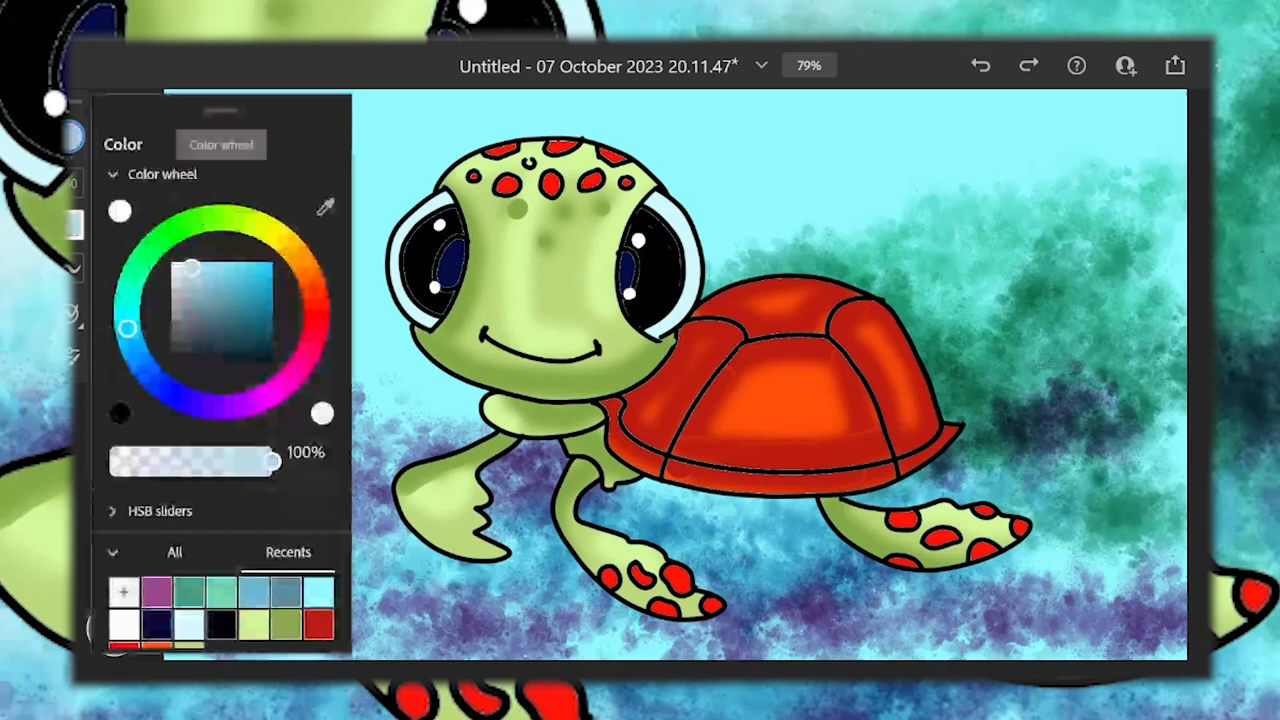 Untitled - 07 October 2023 20.11.47*
79%
Color
Color wheel
Color wheel
100%
HSB sliders
All
Recents